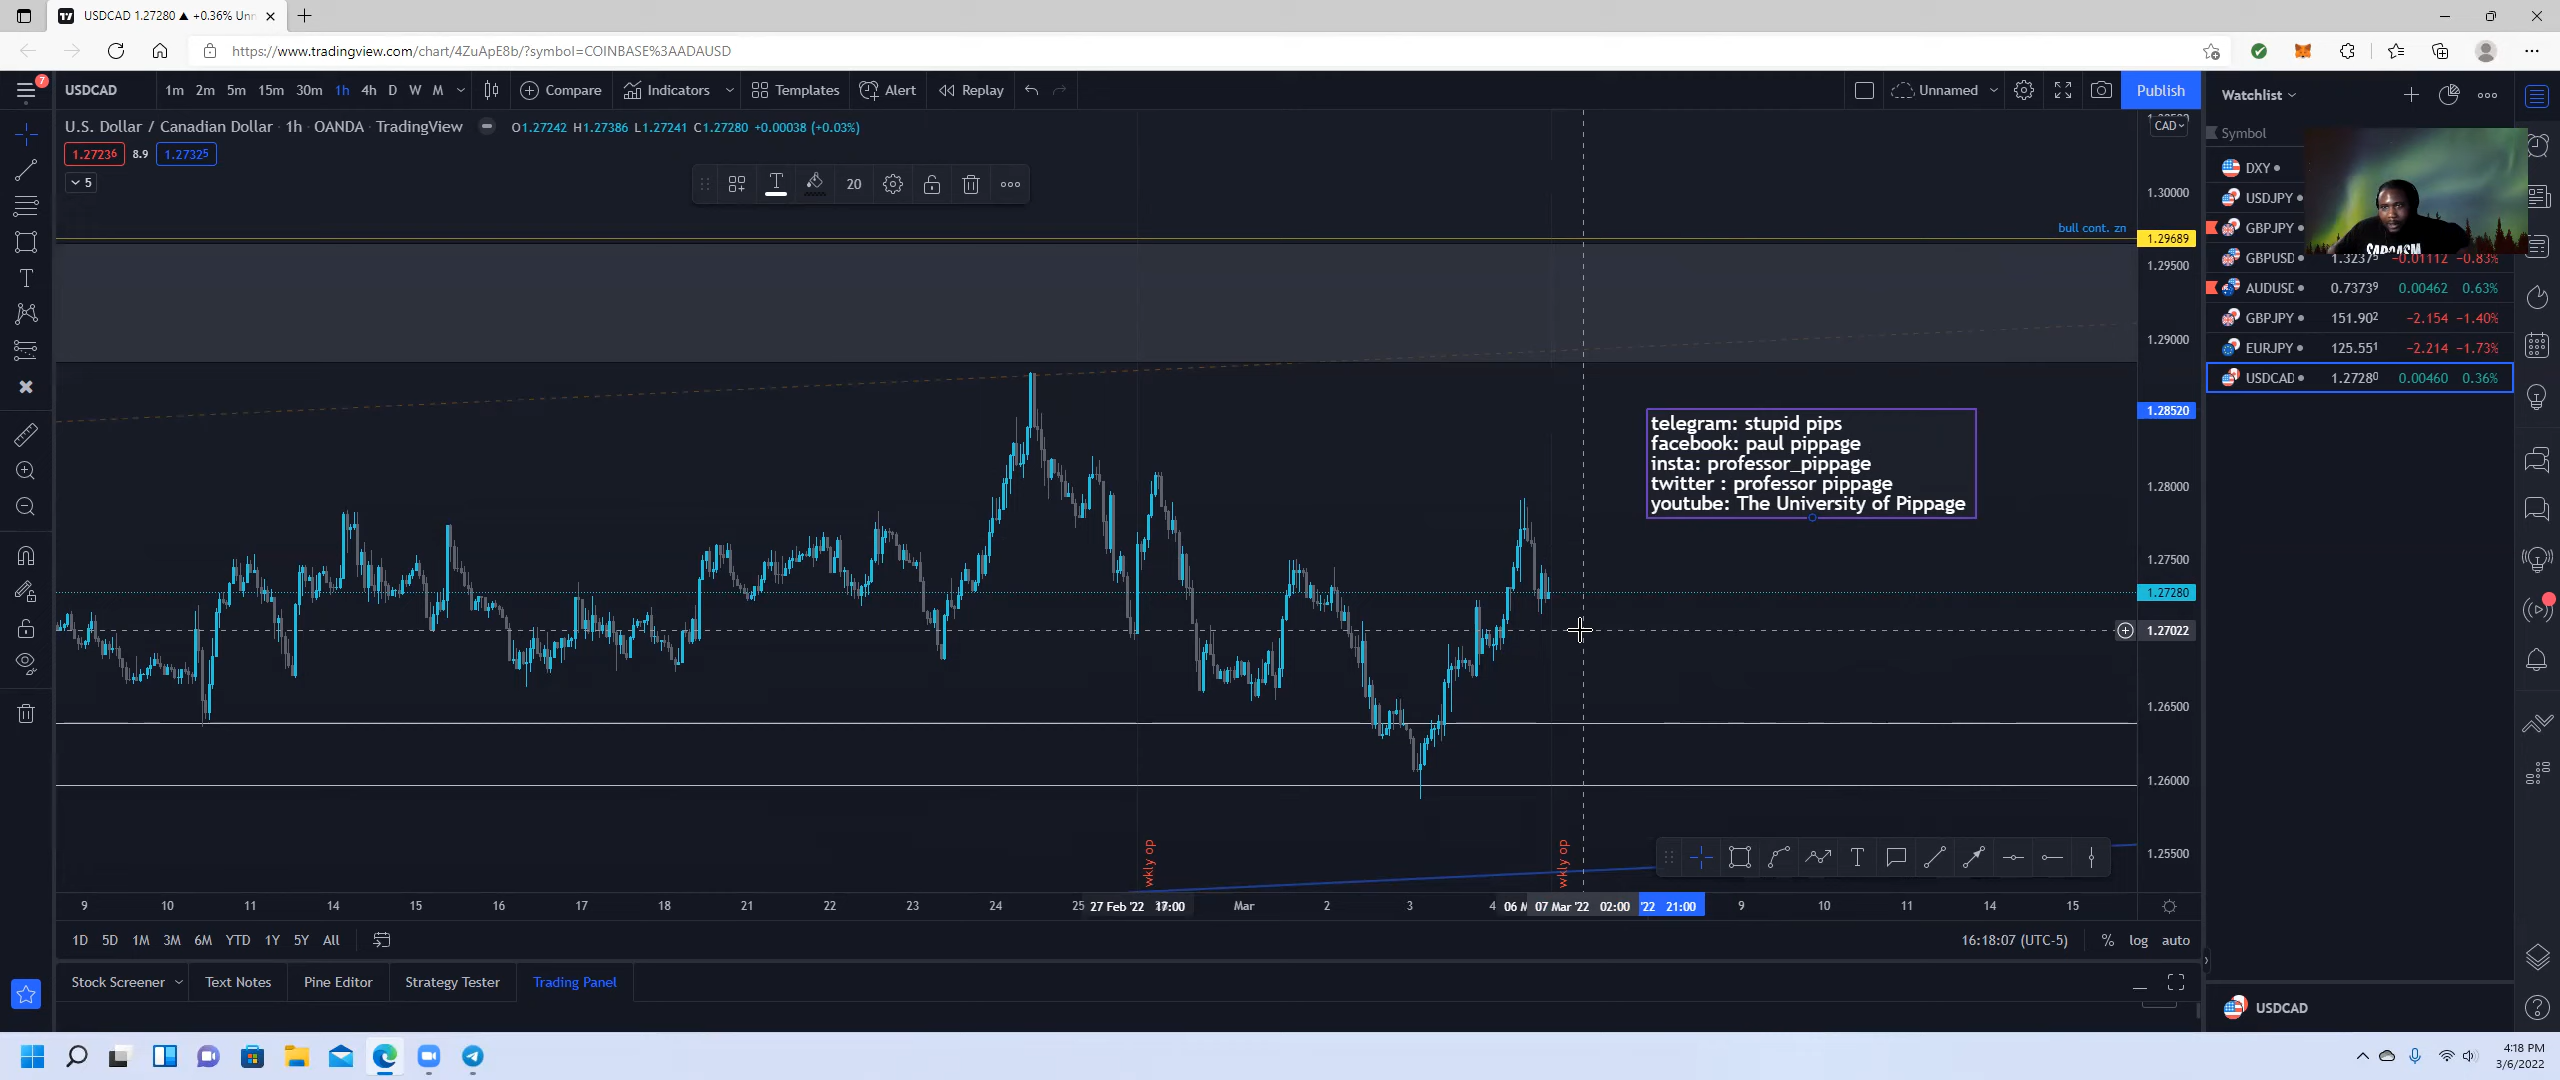 USDCAD 1.27280 ▲ +0.36% Unn
https://www.tradingview.com/chart/4ZuApE8b/?symbol=COINBASE%3AADAUSD
7
USDCAD 1m 2m 5m 15m 30m 1h 4h D W M Compare Indicators Templates Alert Replay Unnamed Publish
Watchlist
U.S. Dollar / Canadian Dollar · 1h · OANDA · TradingView O1.27242 H1.27386 L1.27241 C1.27280 +0.00038 (+0.03%)
CAD
Symbol
1.27236 8.9 1.27325
5
20
DXY
USDJPY
GBPJPY
GBPUSD 1.32375 −0.01112 −0.83%
AUDUSD 0.73739 0.00462 0.63%
GBPJPY 151.902 −2.154 −1.40%
EURJPY 125.551 −2.214 −1.73%
USDCAD 1.27280 0.00460 0.36%
SARCASM
1.30000
bull cont. zn 1.29689
1.29500
1.29000
1.28520
telegram: stupid pips
facebook: paul pippage
insta: professor_pippage
twitter : professor pippage
youtube: The University of Pippage
1.28000
1.27500
1.27280
1.27022
1.26500
1.26000
1.25500
wkly op
wkly op
9 10 11 14 15 16 17 18 21 22 23 24 25 27 Feb '22 Mar 2 3 4 07 Mar '22 02:00 '22 21:00 9 10 11 14 15
1D 5D 1M 3M 6M YTD 1Y 5Y All
16:18:07 (UTC-5) % log auto
Stock Screener Text Notes Pine Editor Strategy Tester Trading Panel
USDCAD
4:18 PM
3/6/2022